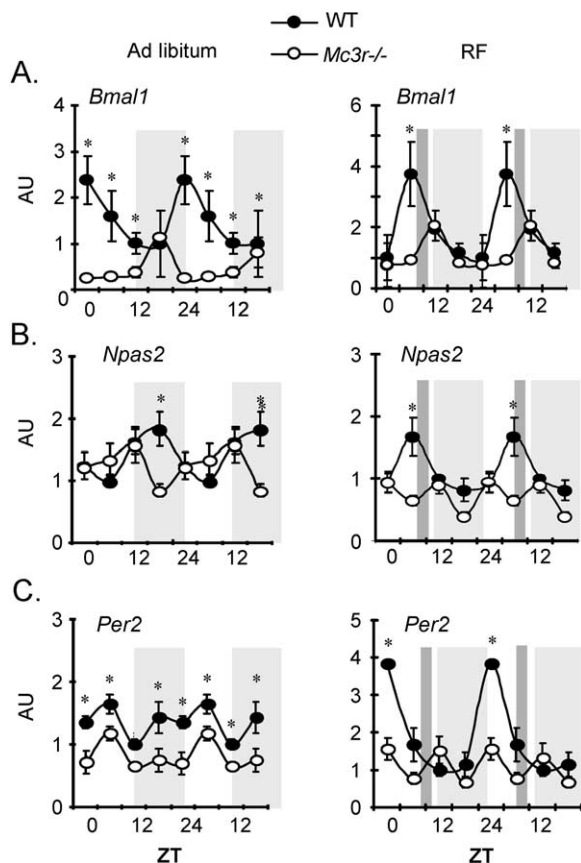 WT
Ad libitum Mc3r-/- RF
A.
Bmal1 Bmal1
4 6
3
4
2
2
1
0 0
AU
* * * * * * * *
* *
0 12 24 12 0 12 24 12
B.
Npas2 Npas2
3 3
2 2
1 1
0 0
AU
* * *
* *
0 12 24 12 0 12 24 12
C.
Per2 Per2
3 5
4
2 3
2
1
1
0 0
AU
* * * * * * * *
* *
0 12 24 12 0 12 24 12
ZT ZT